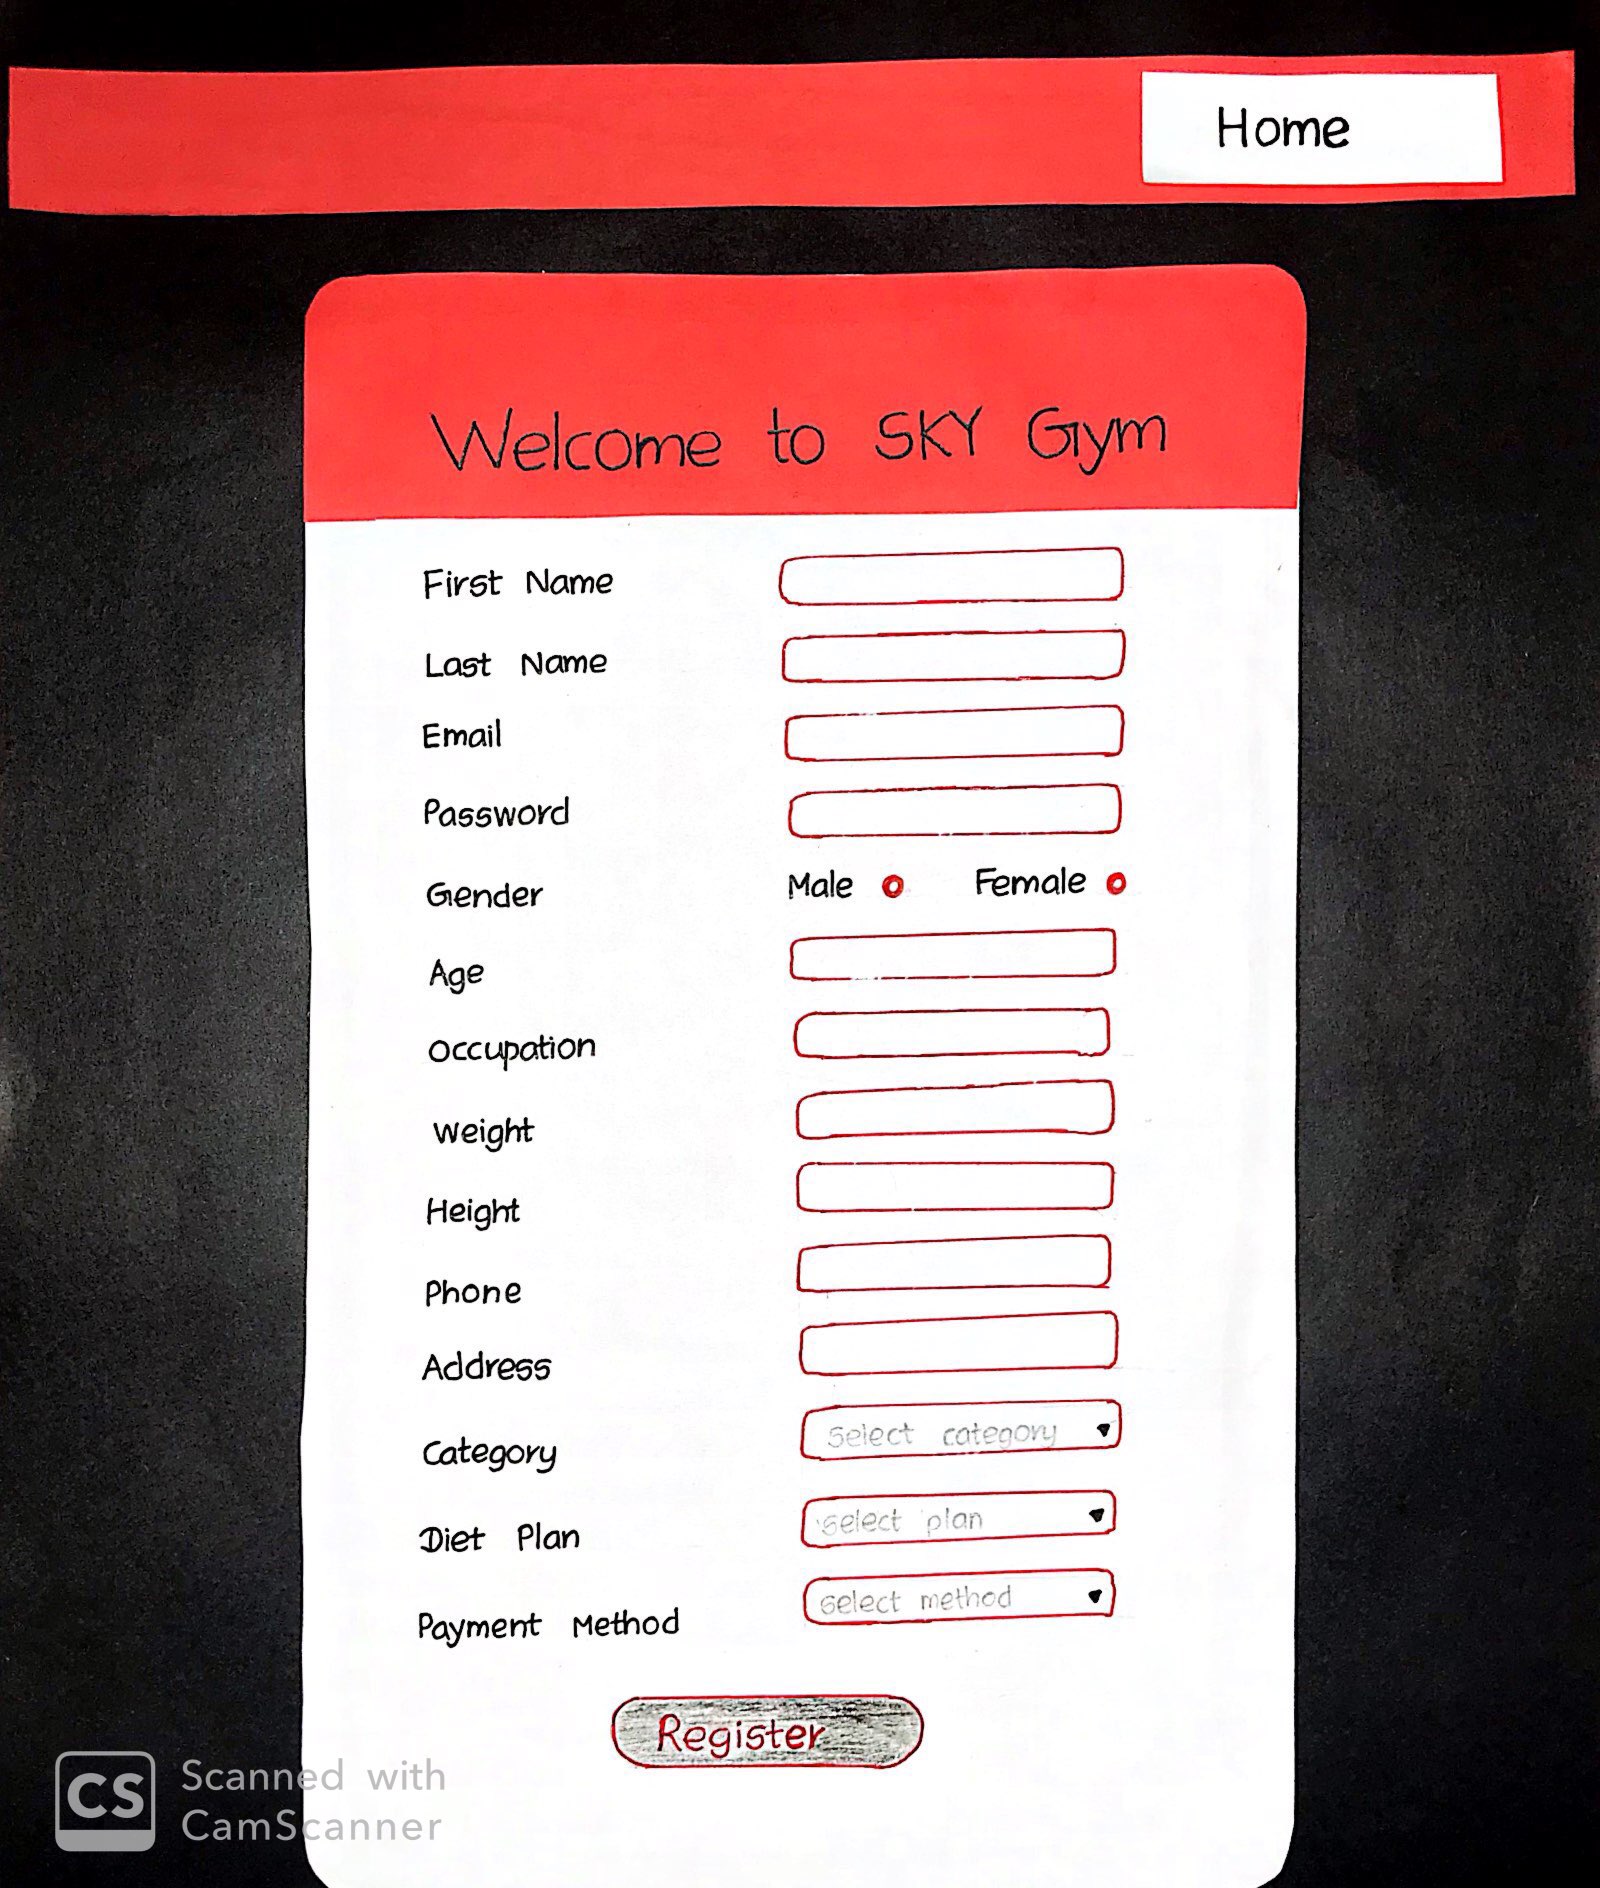 Home
Welcome to SKY Gym
First Name
Last Name
Email
Password
Gender Male Female
Age
Occupation
Weight
Height
Phone
Address
Category Select category
Diet Plan Select plan
Payment Method Select method
Register
CS Scanned with
CamScanner